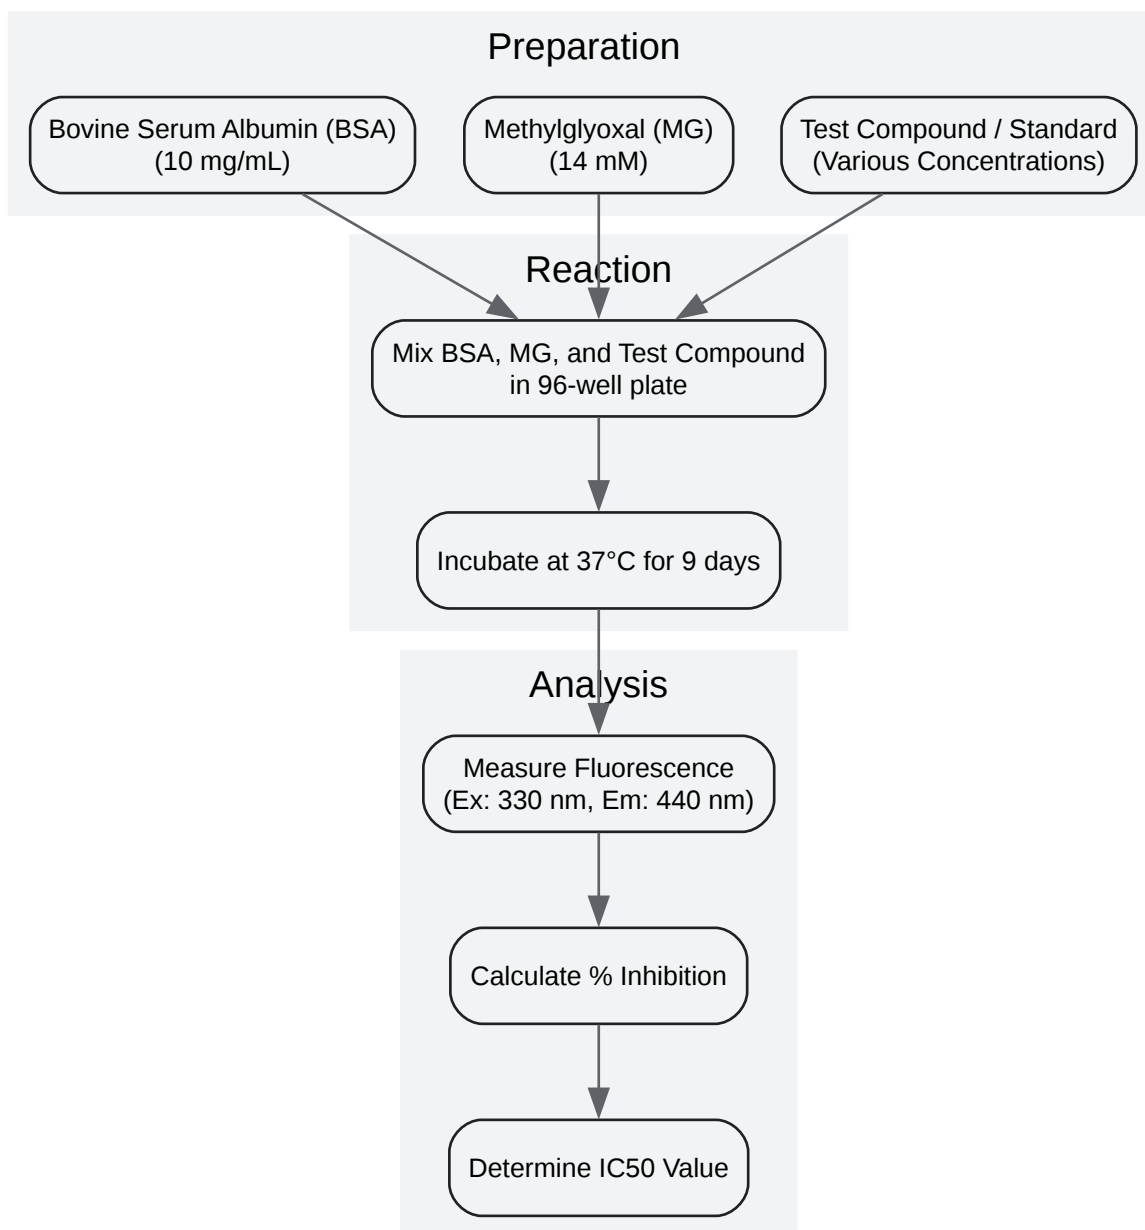 Preparation
Bovine Serum Albumin (BSA)
(10 mg/mL)
Methylglyoxal (MG)
(14 mM)
Test Compound / Standard
(Various Concentrations)
Reaction
Mix BSA, MG, and Test Compound
in 96-well plate
Incubate at 37°C for 9 days
Analysis
Measure Fluorescence
(Ex: 330 nm, Em: 440 nm)
Calculate % Inhibition
Determine IC50 Value